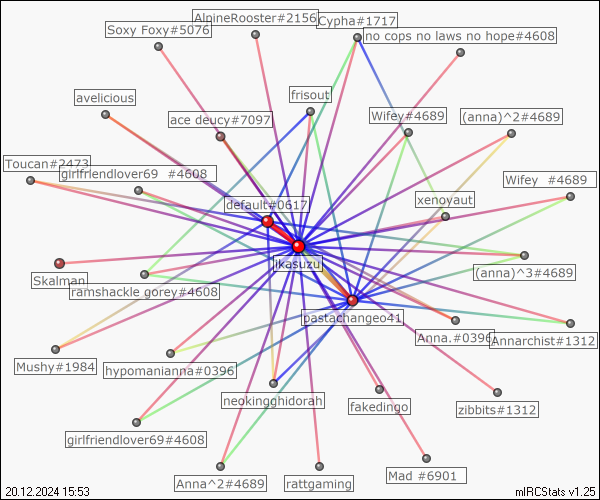 AlpineRooster#2156
Cypha#1717
Soxy Foxy#5076
no cops no laws no hope#4608
avelicious
frisout
ace deucy#7097
Wifey#4689
(anna)^2#4689
Toucan#2473
girlfriendlover69 #4608
Wifey #4689
default#0617
xenoyaut
ikasuzu
Skalman
(anna)^3#4689
ramshackle gorey#4608
pastachangeo41
Anna.#0396
Annarchist#1312
Mushy#1984
hypomanianna#0396
neokingghidorah
fakedingo
zibbits#1312
girlfriendlover69#4608
Anna^2#4689
rattgaming
Mad #6901
20.12.2024 15:53
mIRCStats v1.25